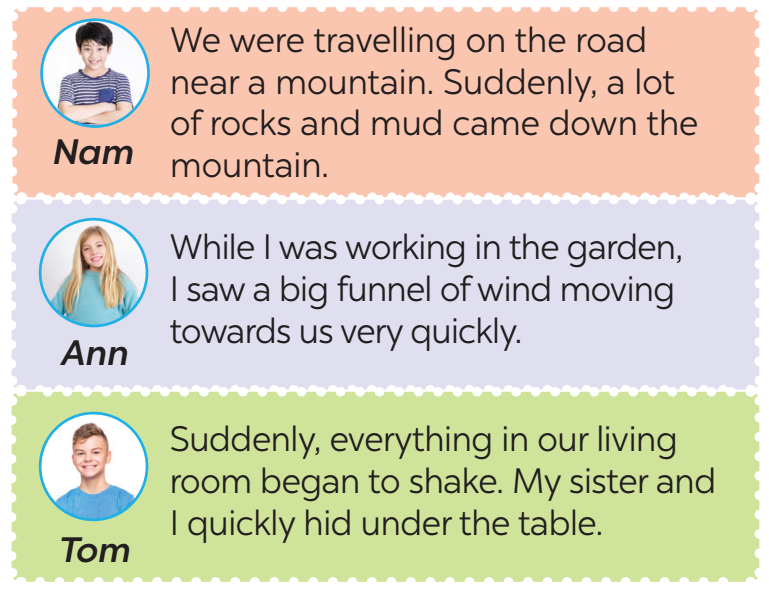 We were travelling on the road
near a mountain. Suddenly, a lot
of rocks and mud came down the
mountain.
Nam
While I was working in the garden,
I saw a big funnel of wind moving
towards us very quickly.
Ann
Suddenly, everything in our living
room began to shake. My sister and
I quickly hid under the table.
Tom